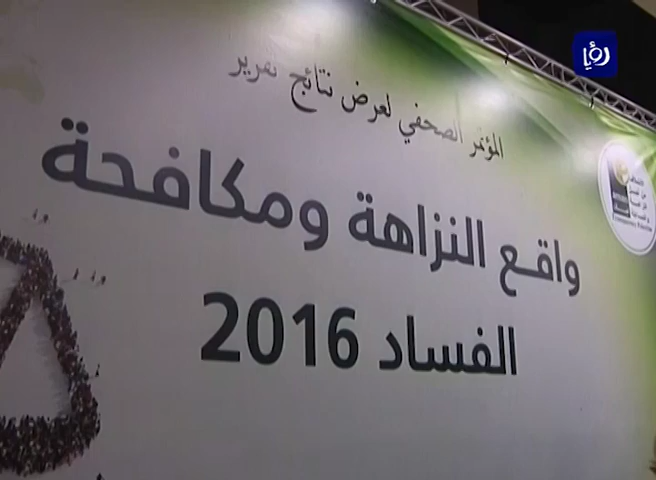 رؤيا
المؤتمر الصحفي لعرض نتائج تقرير
واقع النزاهة ومكافحة
الفساد 2016